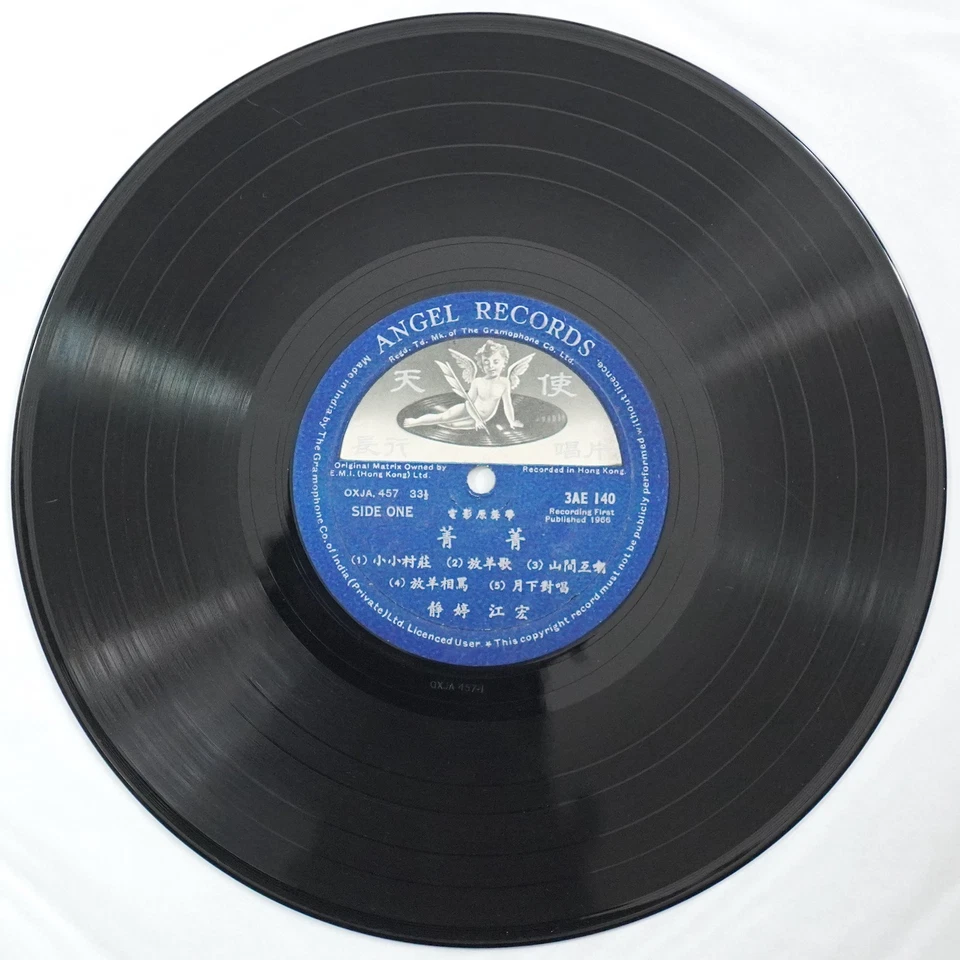 ANGEL RECORDS
Regd. Td. Mk. of The Gramophone Co. Ltd.
天 使
唱片
Original Matrix Owned by
E.M.I. (Hong Kong) Ltd.
Recorded in Hong Kong.
OXJA. 457 33⅓
3AE 140
SIDE ONE
電影原聲帶
Recording First
Published 1966
菁 菁
(1) 小小村莊 (2) 放羊歌 (3) 山間互嘲
(4) 放羊相罵 (5) 月下對唱
靜婷 江宏
Made in India by The Gramophone Co. of India (Private) Ltd. Licenced User. ★ This copyright record must not be publicly performed without licence.
OXJA 457-1